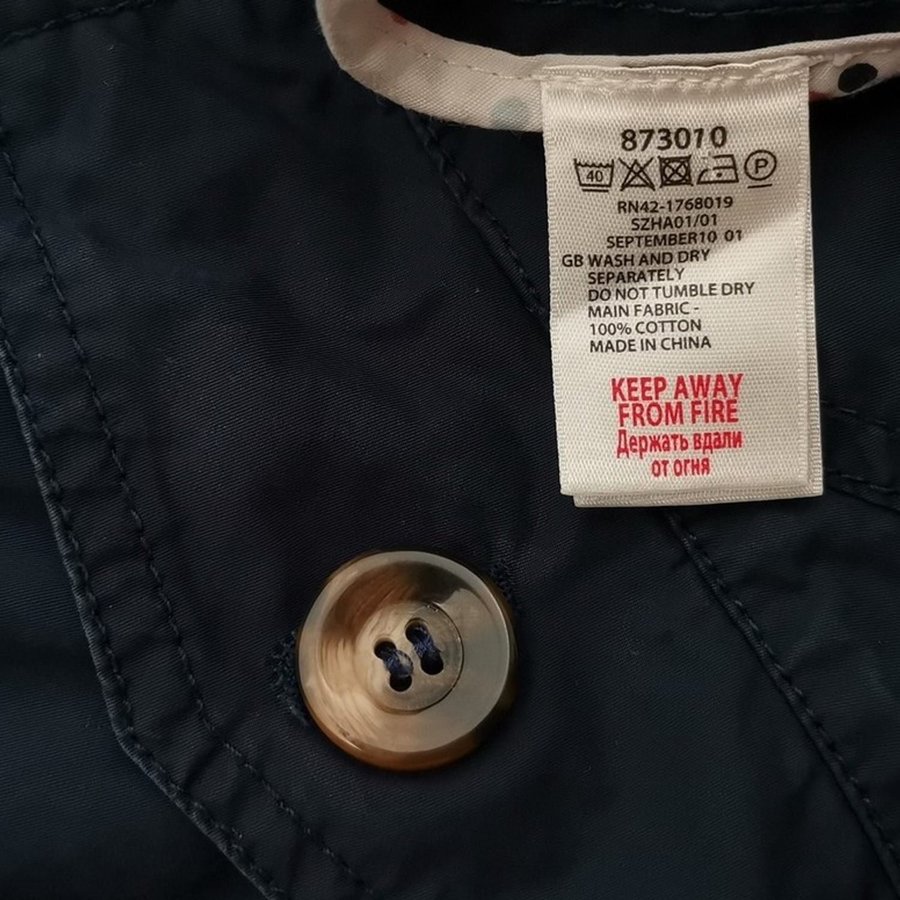 873010
40 P
RN42-1768019
SZHA01/01
SEPTEMBER10 01
GB WASH AND DRY
SEPARATELY
DO NOT TUMBLE DRY
MAIN FABRIC -
100% COTTON
MADE IN CHINA
KEEP AWAY
FROM FIRE
Держать вдали
от огня